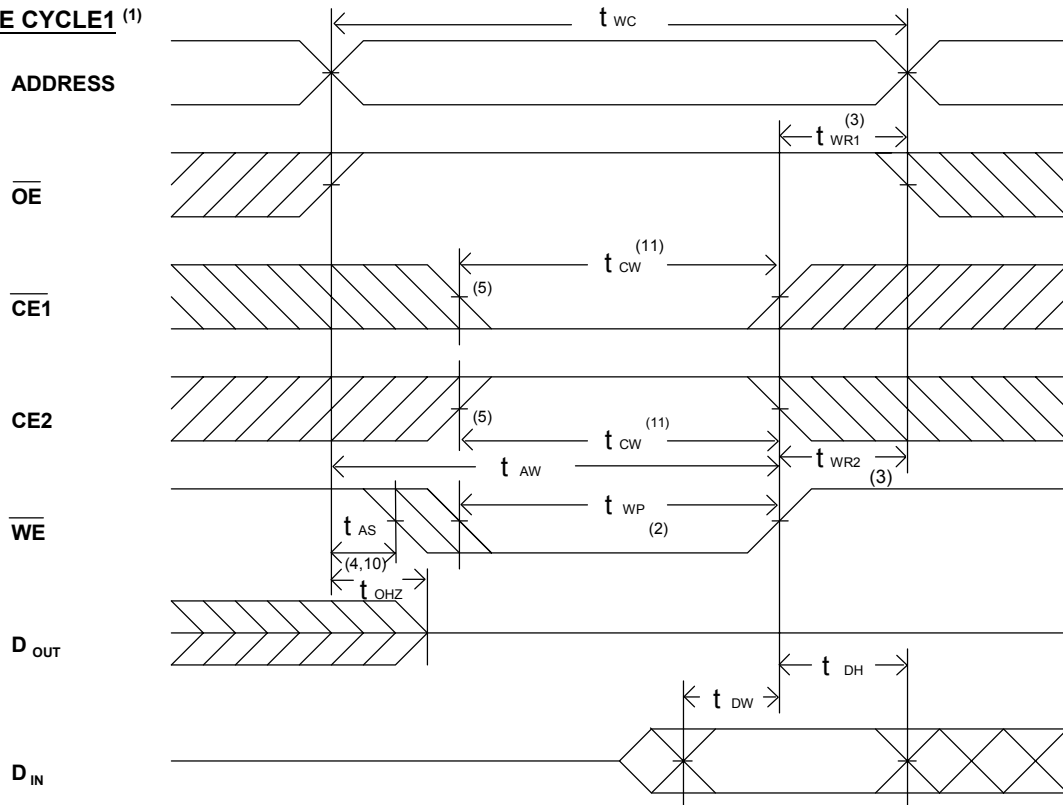 E CYCLE1 (1)
t WC
ADDRESS
t WR1 (3)
OE
t CW (11)
CE1
(5)
CE2
(5)
t CW (11)
t AW
t WR2 (3)
WE
t AS
t WP (2)
(4,10)
t OHZ
D OUT
t DH
t DW
D IN